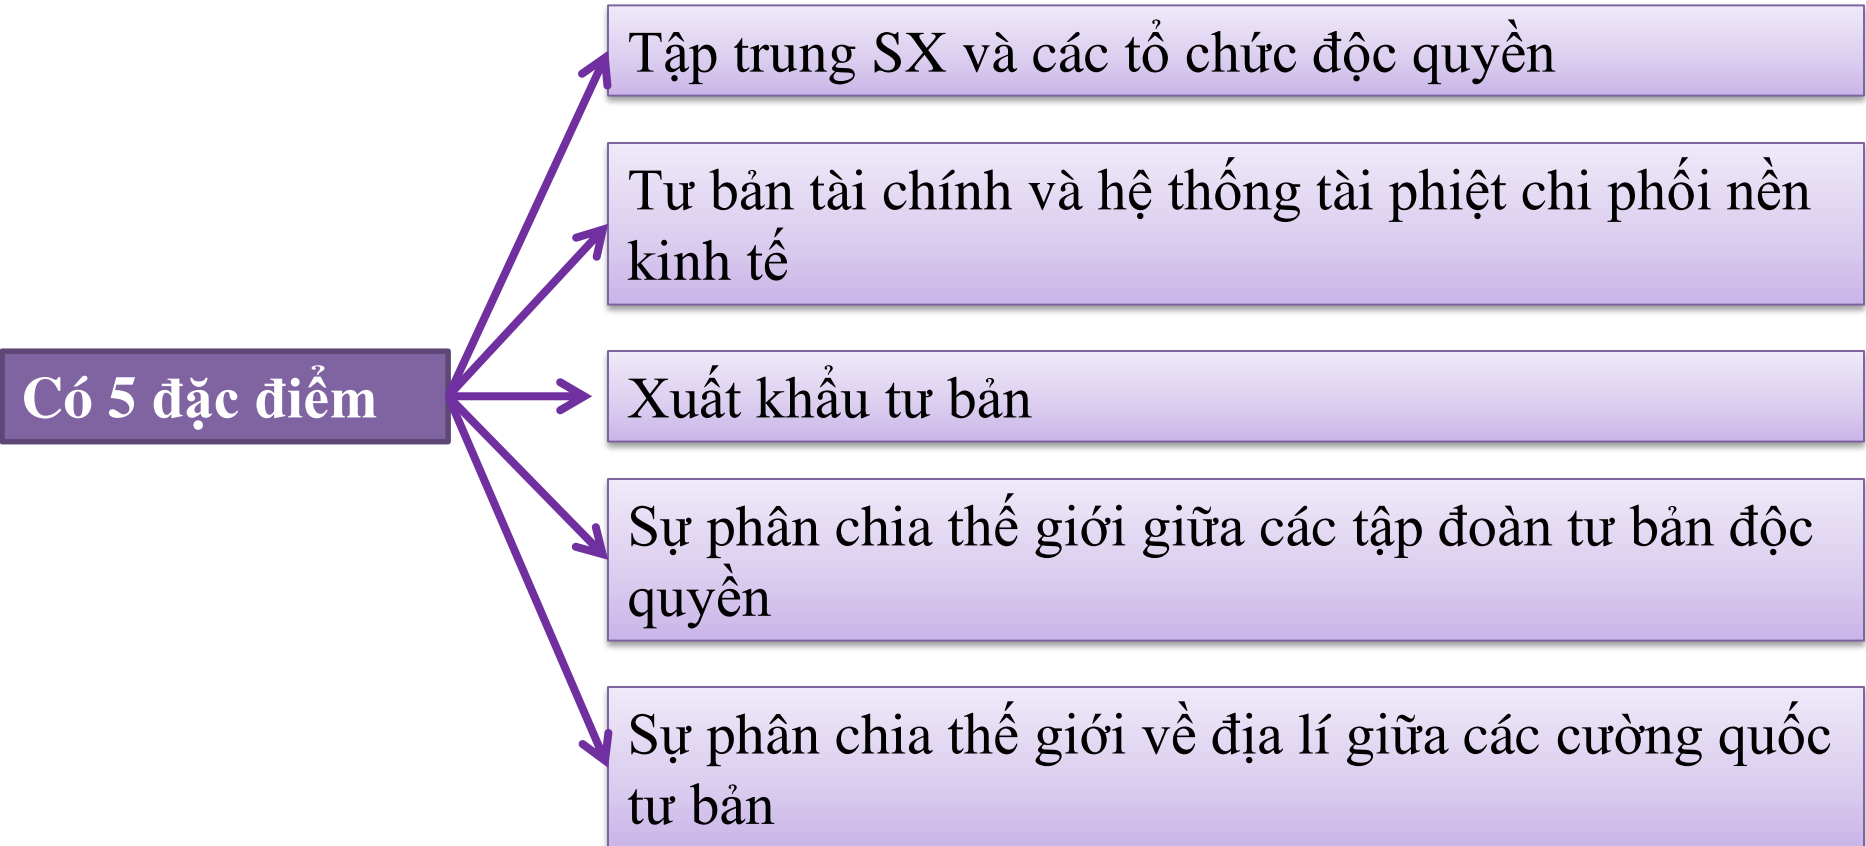 Tập trung SX và các tổ chức độc quyền
Tư bản tài chính và hệ thống tài phiệt chi phối nền
kinh tế
Có 5 đặc điểm
Xuất khẩu tư bản
Sự phân chia thế giới giữa các tập đoàn tư bản độc
quyền
Sự phân chia thế giới về địa lí giữa các cường quốc
tư bản